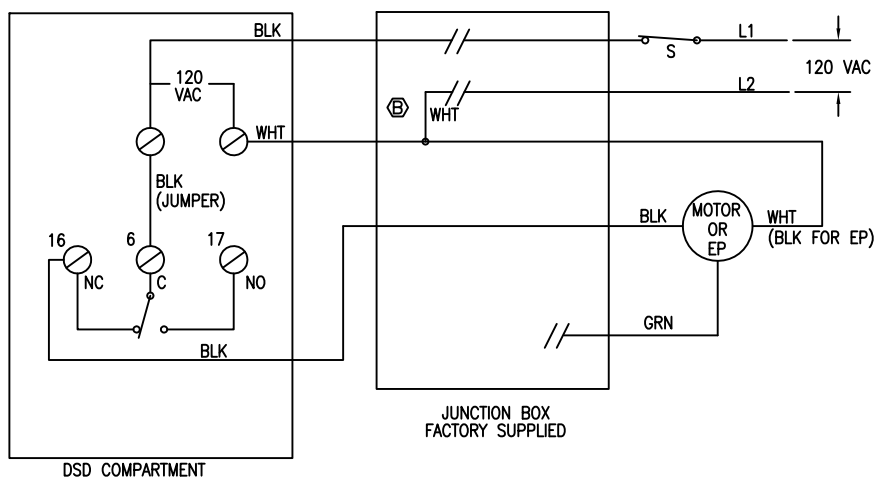 BLK
L1
S
120 VAC
L2
120
VAC
B
WHT
WHT
BLK
(JUMPER)
BLK
MOTOR
OR
EP
WHT
(BLK FOR EP)
16
6
17
NC
C
NO
GRN
BLK
JUNCTION BOX
FACTORY SUPPLIED
DSD COMPARTMENT